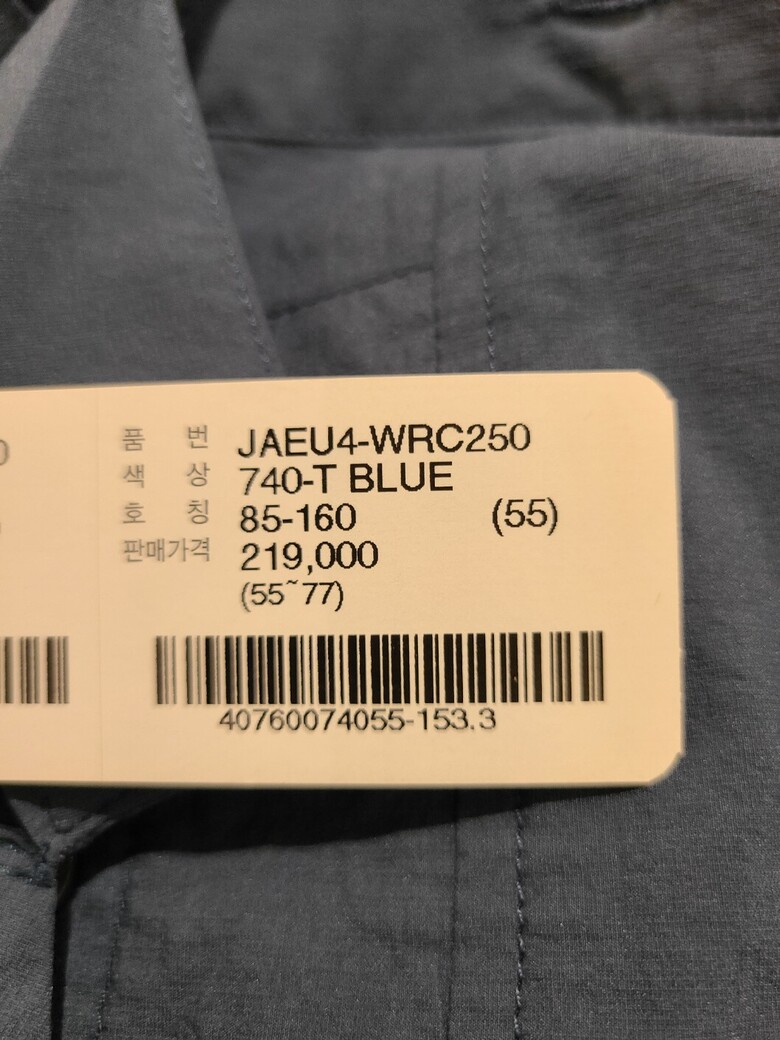 품 번 JAEU4-WRC250
색 상 740-T BLUE
호 칭 85-160 (55)
판매가격 219,000
(55~77)
40760074055-153.3